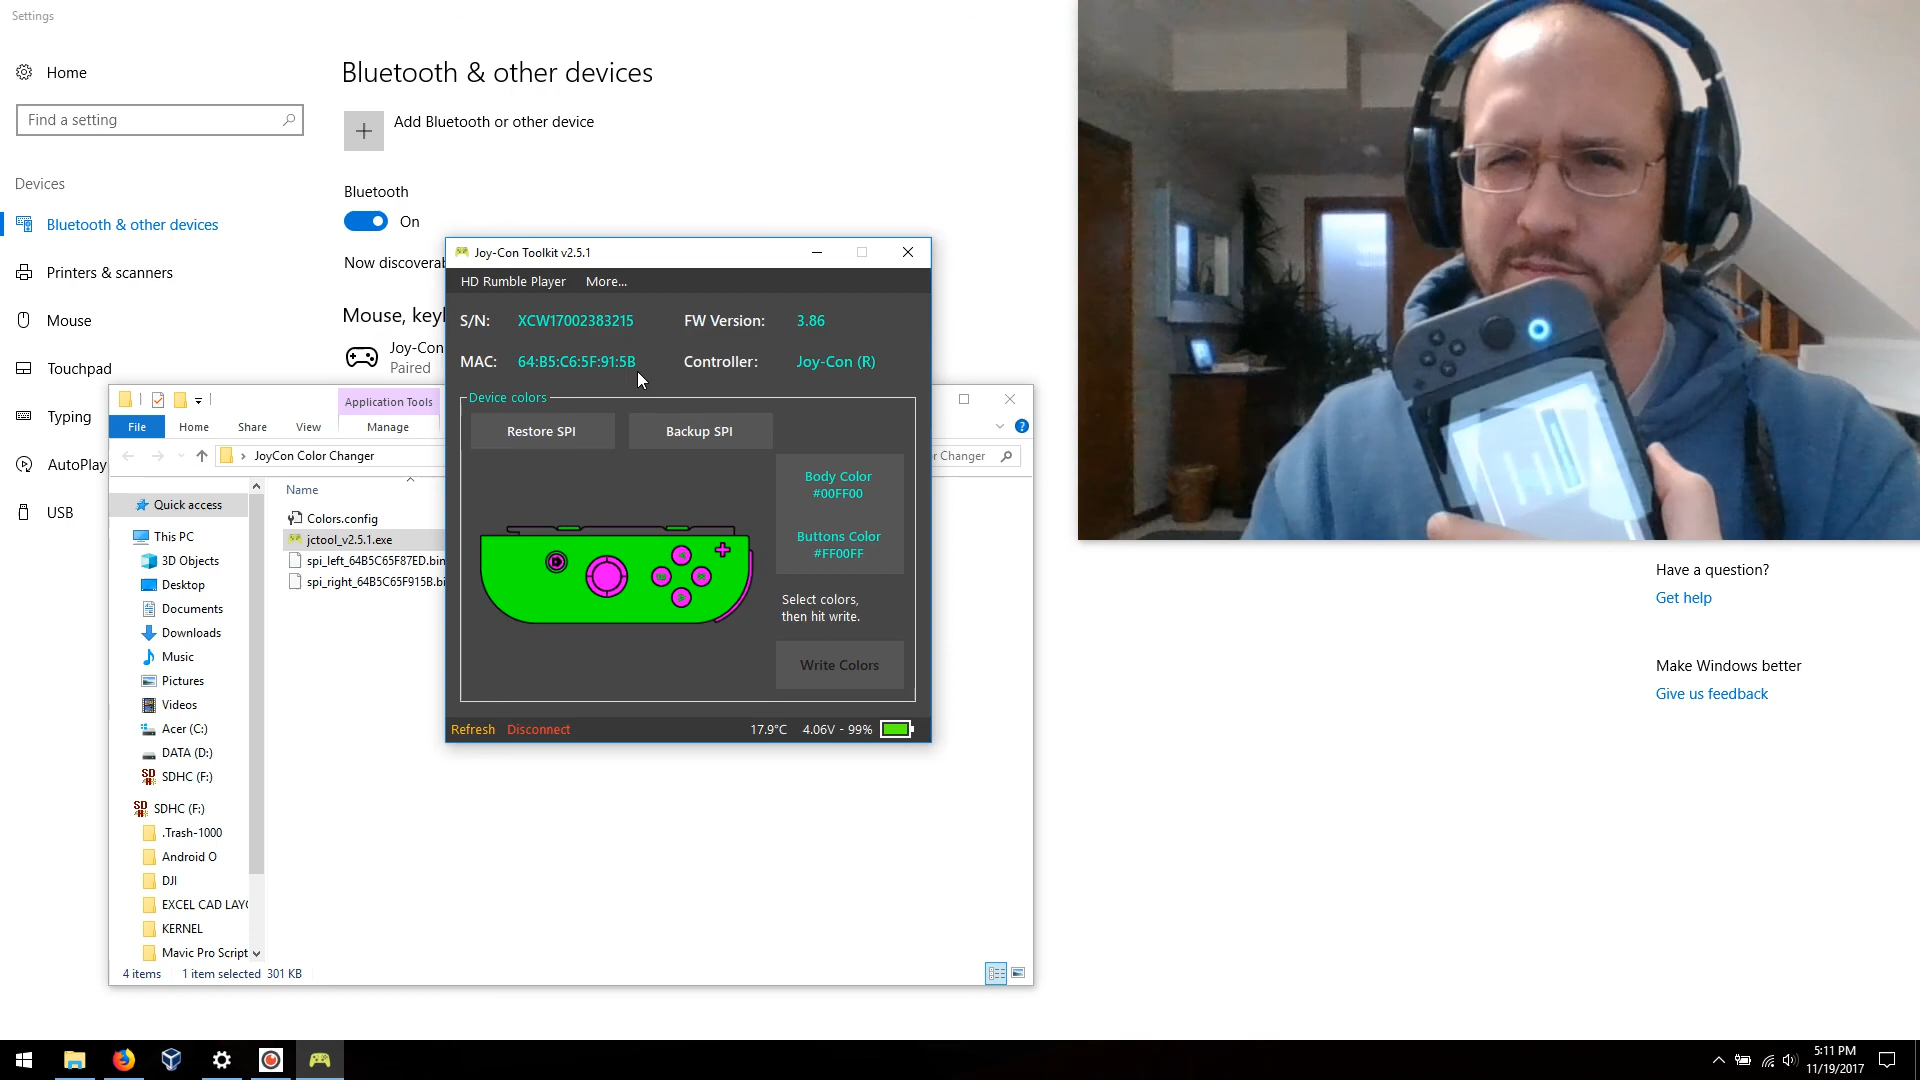 Settings
Home
Find a setting
Devices
Bluetooth & other devices
Printers & scanners
Mouse
Touchpad
Typing
AutoPlay
USB
Bluetooth & other devices
Add Bluetooth or other device
Bluetooth
On
Now discoverab
Mouse, keyl
Joy-Con
Paired
Joy-Con Toolkit v2.5.1
HD Rumble Player More...
S/N: XCW17002383215 FW Version: 3.86
MAC: 64:B5:C6:5F:91:5B Controller: Joy-Con (R)
Device colors
Restore SPI Backup SPI
Body Color
#00FF00
Buttons Color
#FF00FF
Select colors,
then hit write.
Write Colors
Refresh Disconnect 17.9°C 4.06V - 99%
Application Tools
File Home Share View Manage
JoyCon Color Changer
r Changer
Name
Colors.config
jctool_v2.5.1.exe
spi_left_64B5C65F87ED.bin
spi_right_64B5C65F915B.bi
Quick access
This PC
3D Objects
Desktop
Documents
Downloads
Music
Pictures
Videos
Acer (C:)
DATA (D:)
SDHC (F:)
SDHC (F:)
.Trash-1000
Android O
DJI
EXCEL CAD LAY
KERNEL
Mavic Pro Script
4 items 1 item selected 301 KB
Have a question?
Get help
Make Windows better
Give us feedback
5:11 PM
11/19/2017